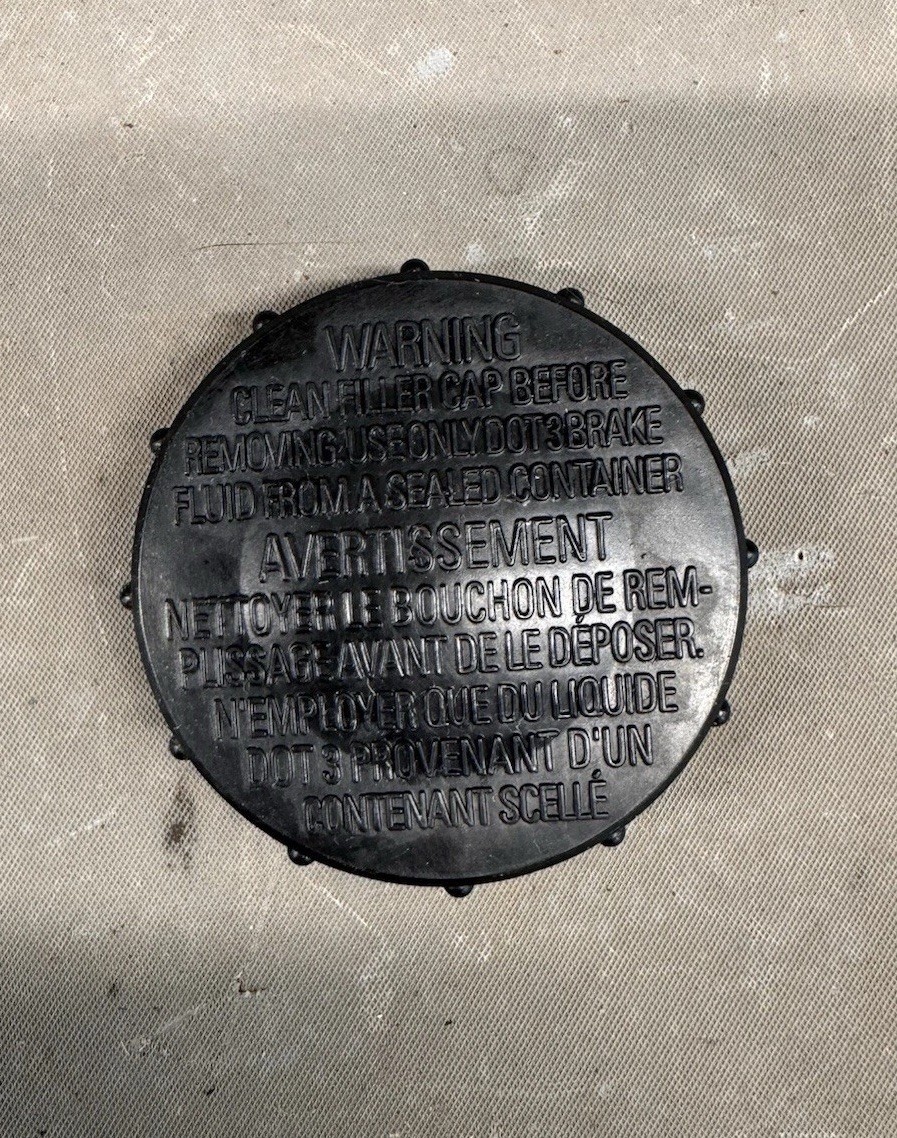 WARNING
CLEAN FILLER CAP BEFORE
REMOVING·USE ONLY DOT 3 BRAKE
FLUID FROM A SEALED CONTAINER
AVERTISSEMENT
NETTOYER LE BOUCHON DE REM-
PLISSAGE AVANT DE LE DÉPOSER.
N'EMPLOYER QUE DU LIQUIDE
DOT 3 PROVENANT D'UN
CONTENANT SCELLÉ